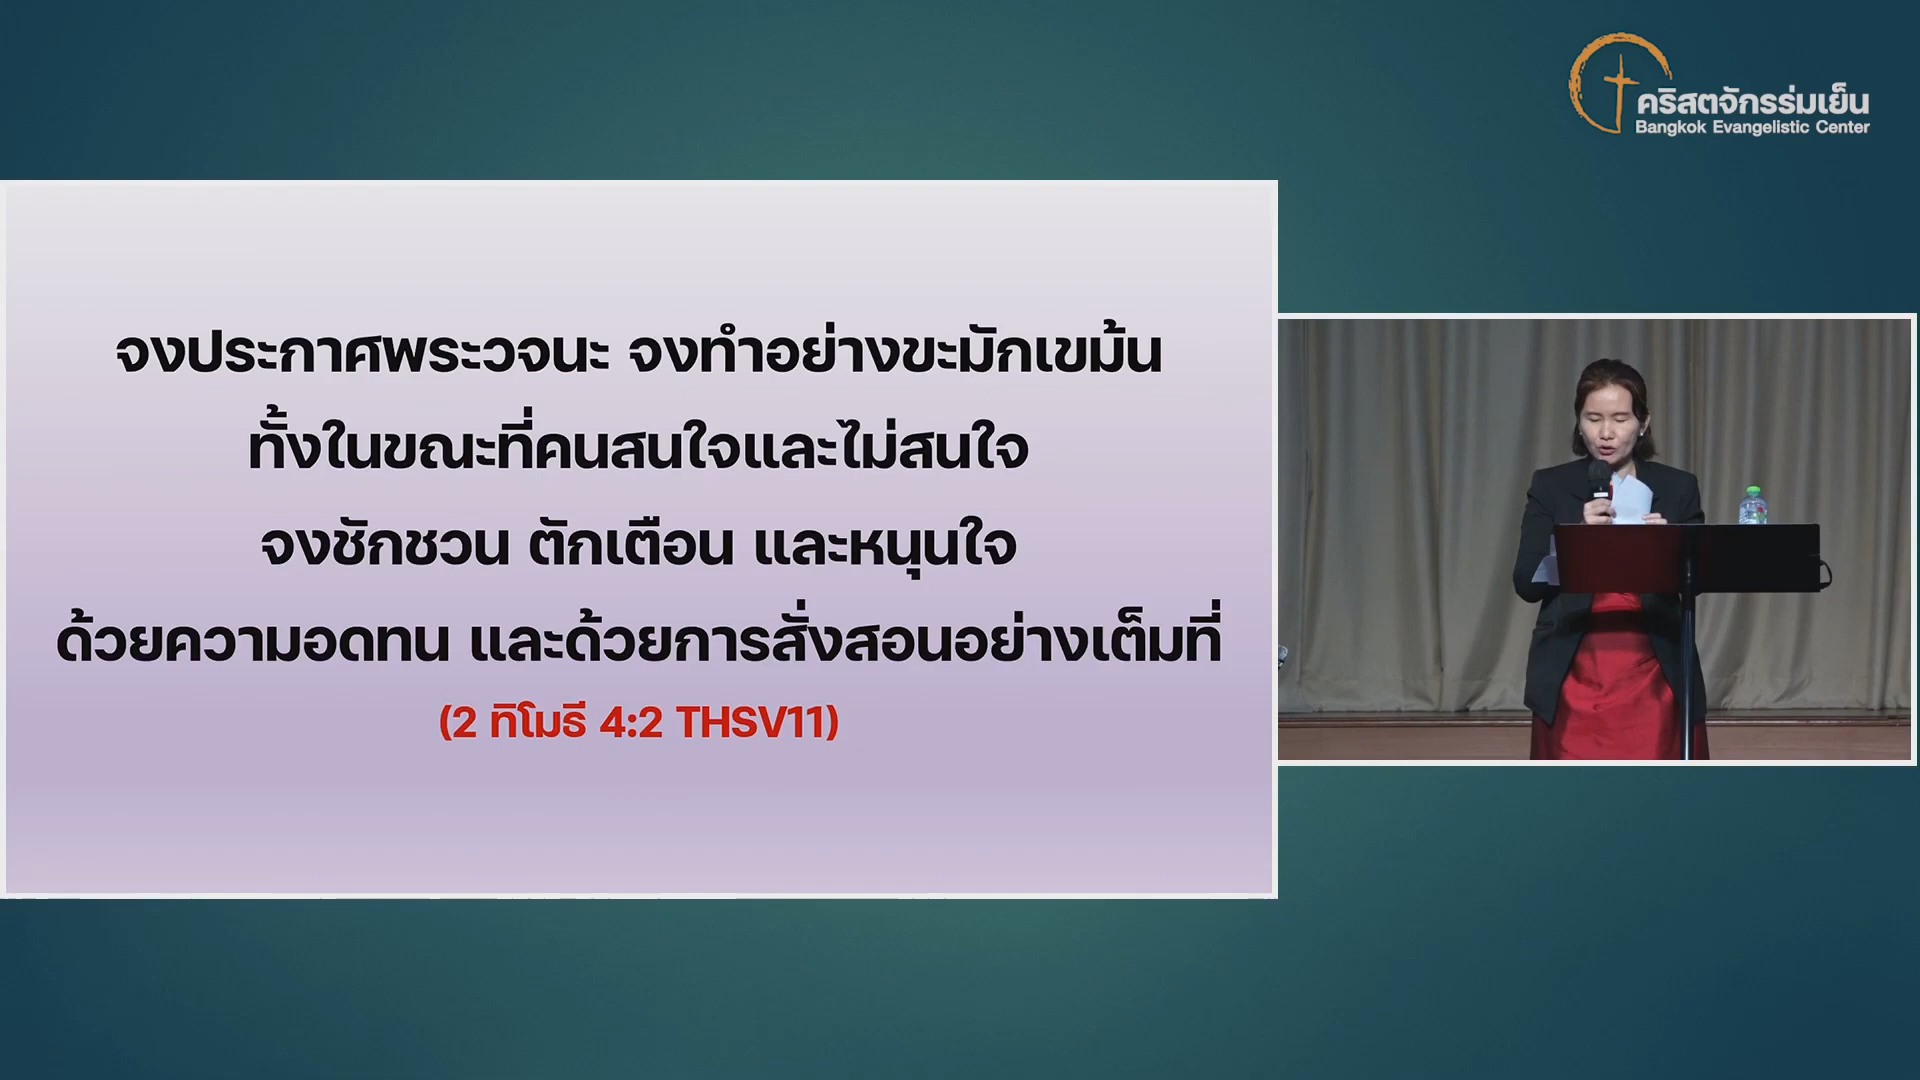 คริสตจักรร่มเย็น
Bangkok Evangelistic Center
จงประกาศพระวจนะ จงทำอย่างขะมักเขม้น
ทั้งในขณะที่คนสนใจและไม่สนใจ
จงชักชวน ตักเตือน และหนุนใจ
ด้วยความอดทน และด้วยการสั่งสอนอย่างเต็มที่
(2 ทิโมธี 4:2 THSV11)